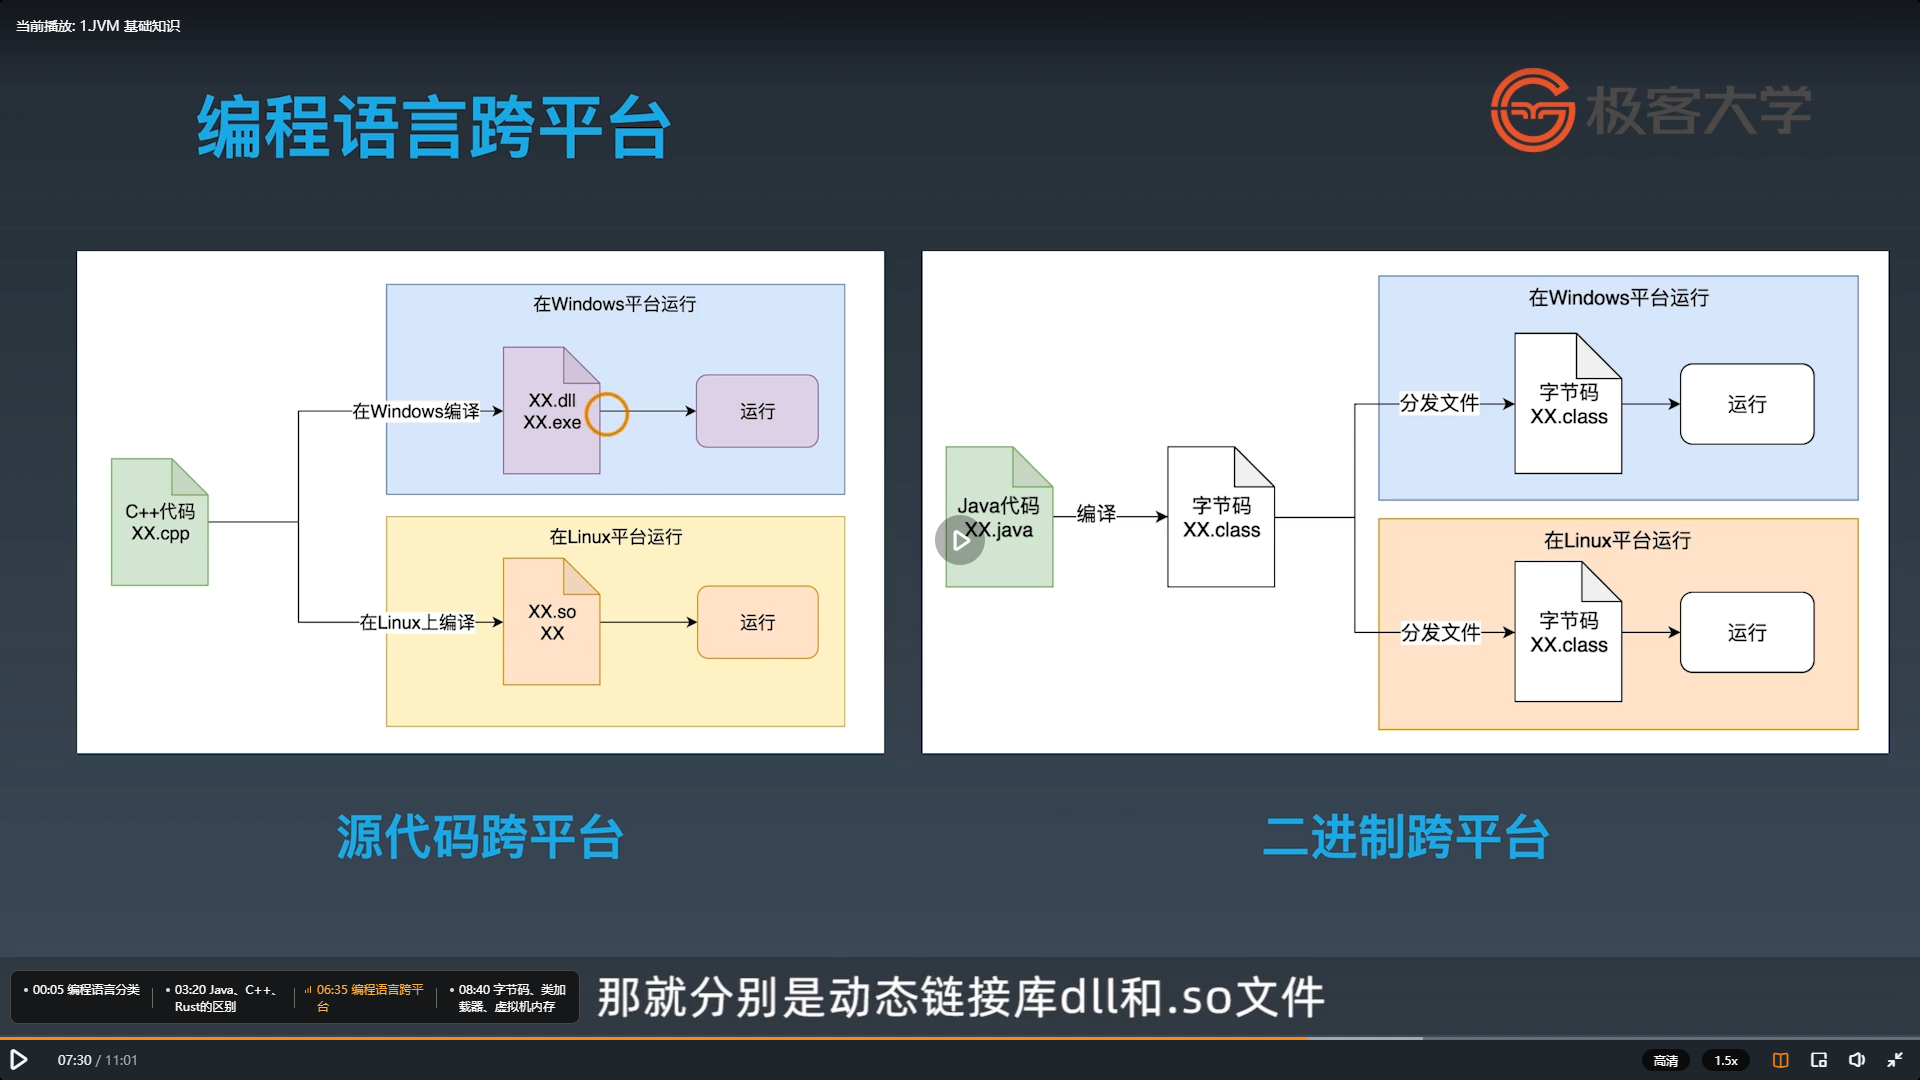 当前播放: 1.JVM 基础知识
编程语言跨平台
极客大学
在Windows平台运行
在Windows编译
XX.dll
XX.exe
运行
C++代码
XX.cpp
在Linux平台运行
在Linux上编译
XX.so
XX
运行
源代码跨平台
在Windows平台运行
分发文件
字节码
XX.class
运行
Java代码
XX.java
编译
字节码
XX.class
在Linux平台运行
分发文件
字节码
XX.class
运行
二进制跨平台
00:05 编程语言分类
03:20 Java、C++、
Rust的区别
06:35 编程语言跨平
台
08:40 字节码、类加
载器、虚拟机内存
那就分别是动态链接库dll和.so文件
07:30 / 11:01
高清
1.5x